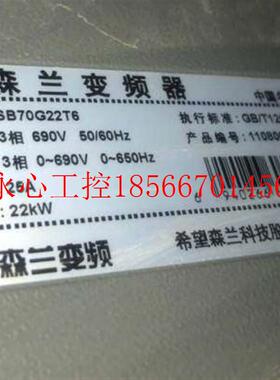 森兰变频器
中国
SB70G22T6
执行标准:GB/T12
3相 690V 50/60Hz
产品编号:11080
3相 0~690V 0~650Hz
永心工控18566701456
25A
22kW
森兰变频
希望森兰科技股